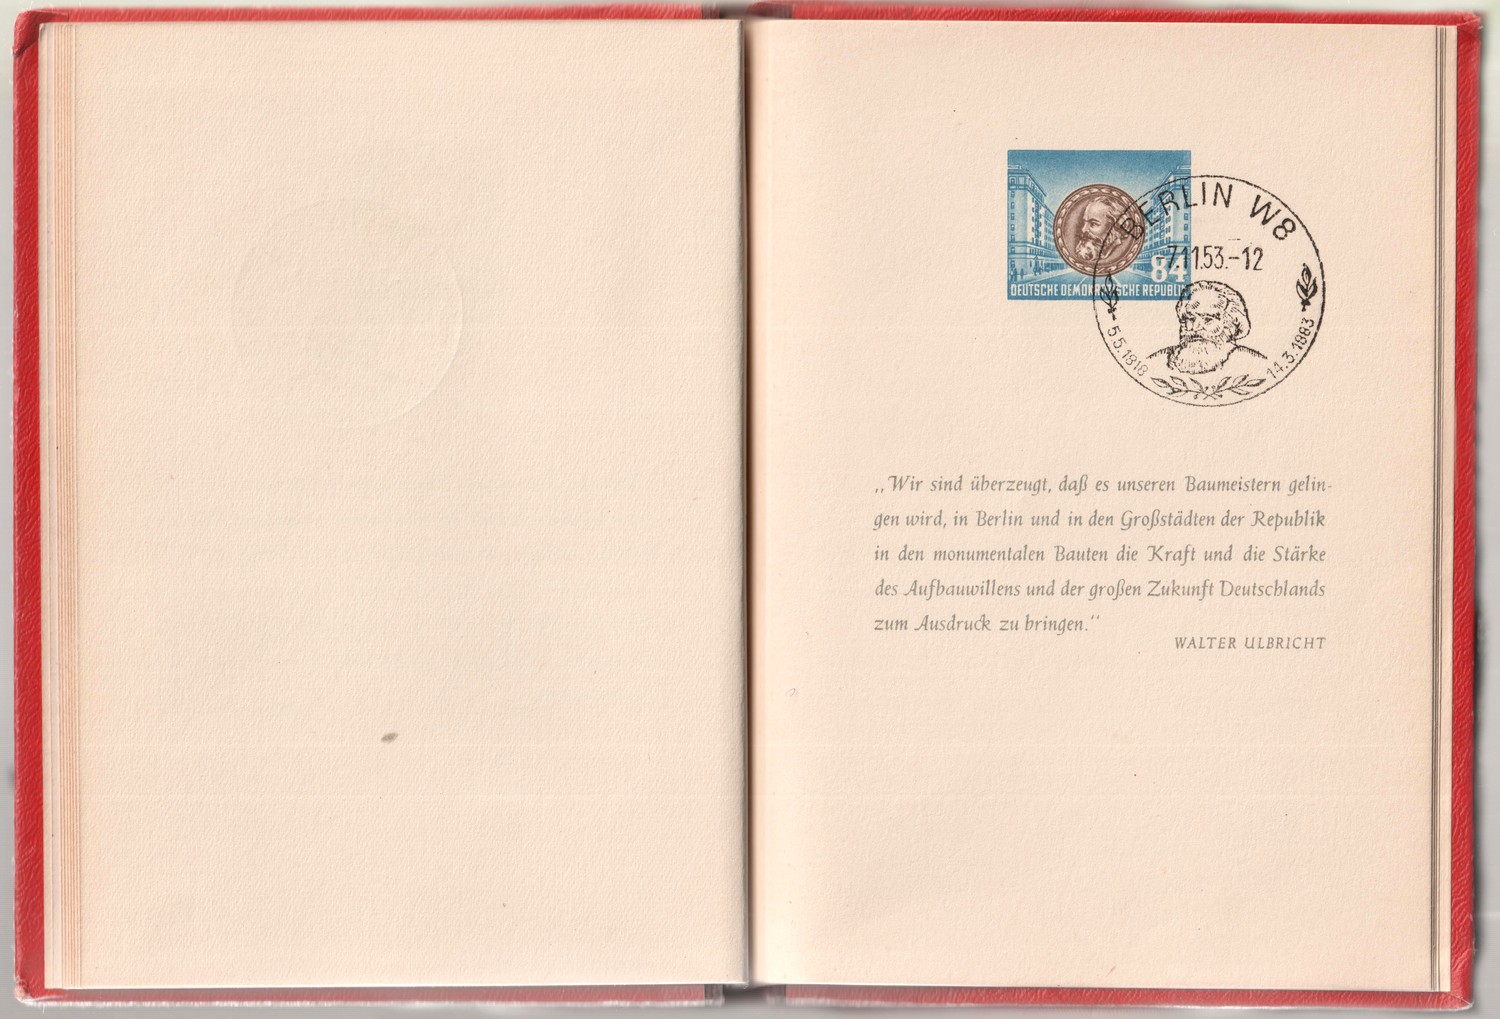 84
DEUTSCHE DEMOKRATISCHE REPUBLIK
BERLIN W8
7.11.53.-12
5.5.1818
14.3.1883
„Wir sind überzeugt, daß es unseren Baumeistern gelin-
gen wird, in Berlin und in den Großstädten der Republik
in den monumentalen Bauten die Kraft und die Stärke
des Aufbauwillens und der großen Zukunft Deutschlands
zum Ausdruck zu bringen.“
WALTER ULBRICHT